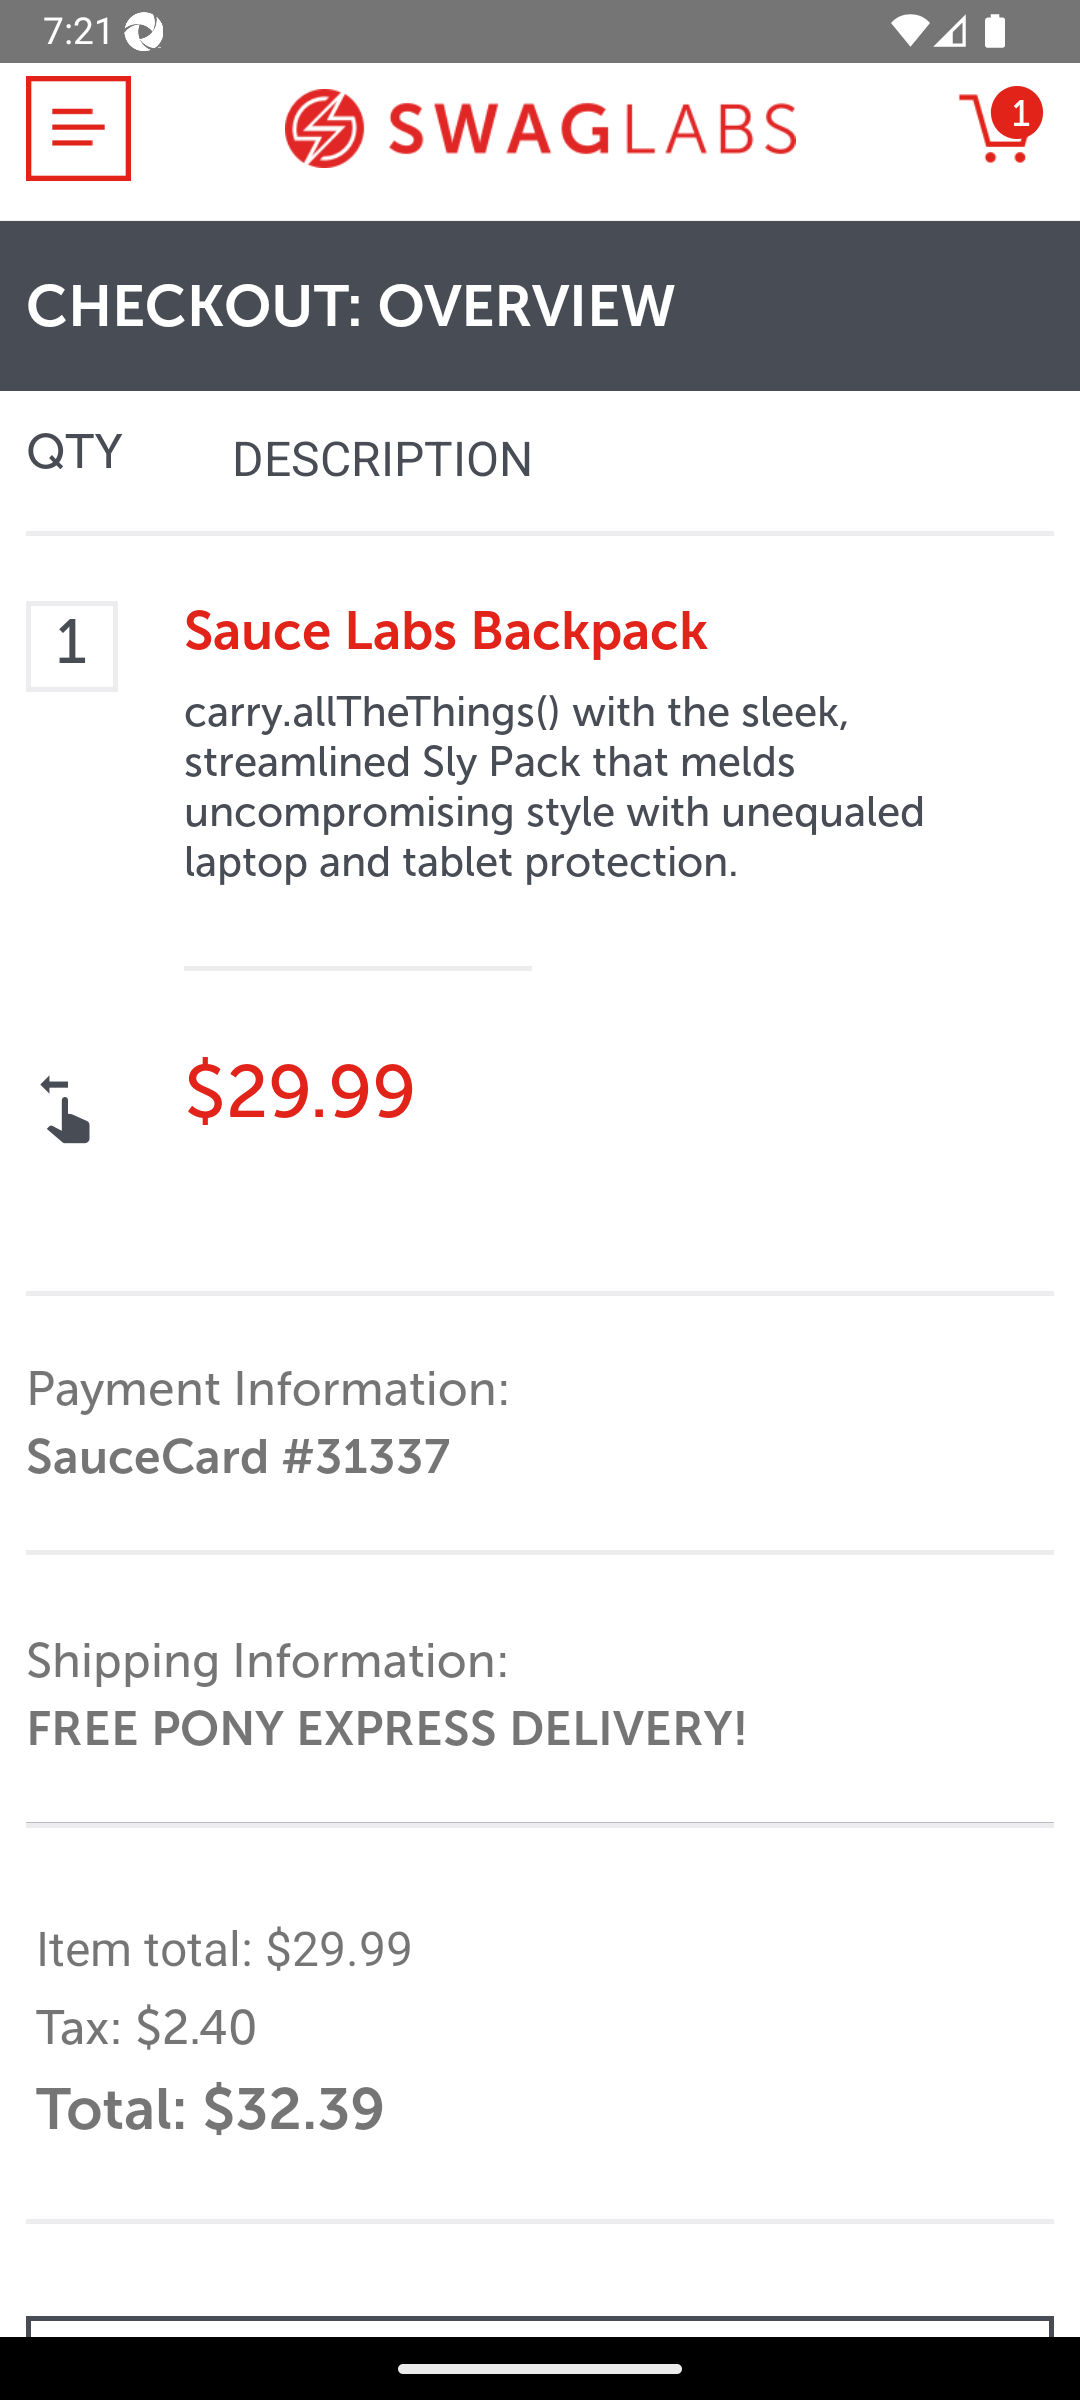 7:21
SWAGLABS
1
CHECKOUT: OVERVIEW
QTY DESCRIPTION
1
Sauce Labs Backpack
carry.allTheThings() with the sleek,
streamlined Sly Pack that melds
uncompromising style with unequaled
laptop and tablet protection.
$29.99
Payment Information:
SauceCard #31337
Shipping Information:
FREE PONY EXPRESS DELIVERY!
Item total: $29.99
Tax: $2.40
Total: $32.39